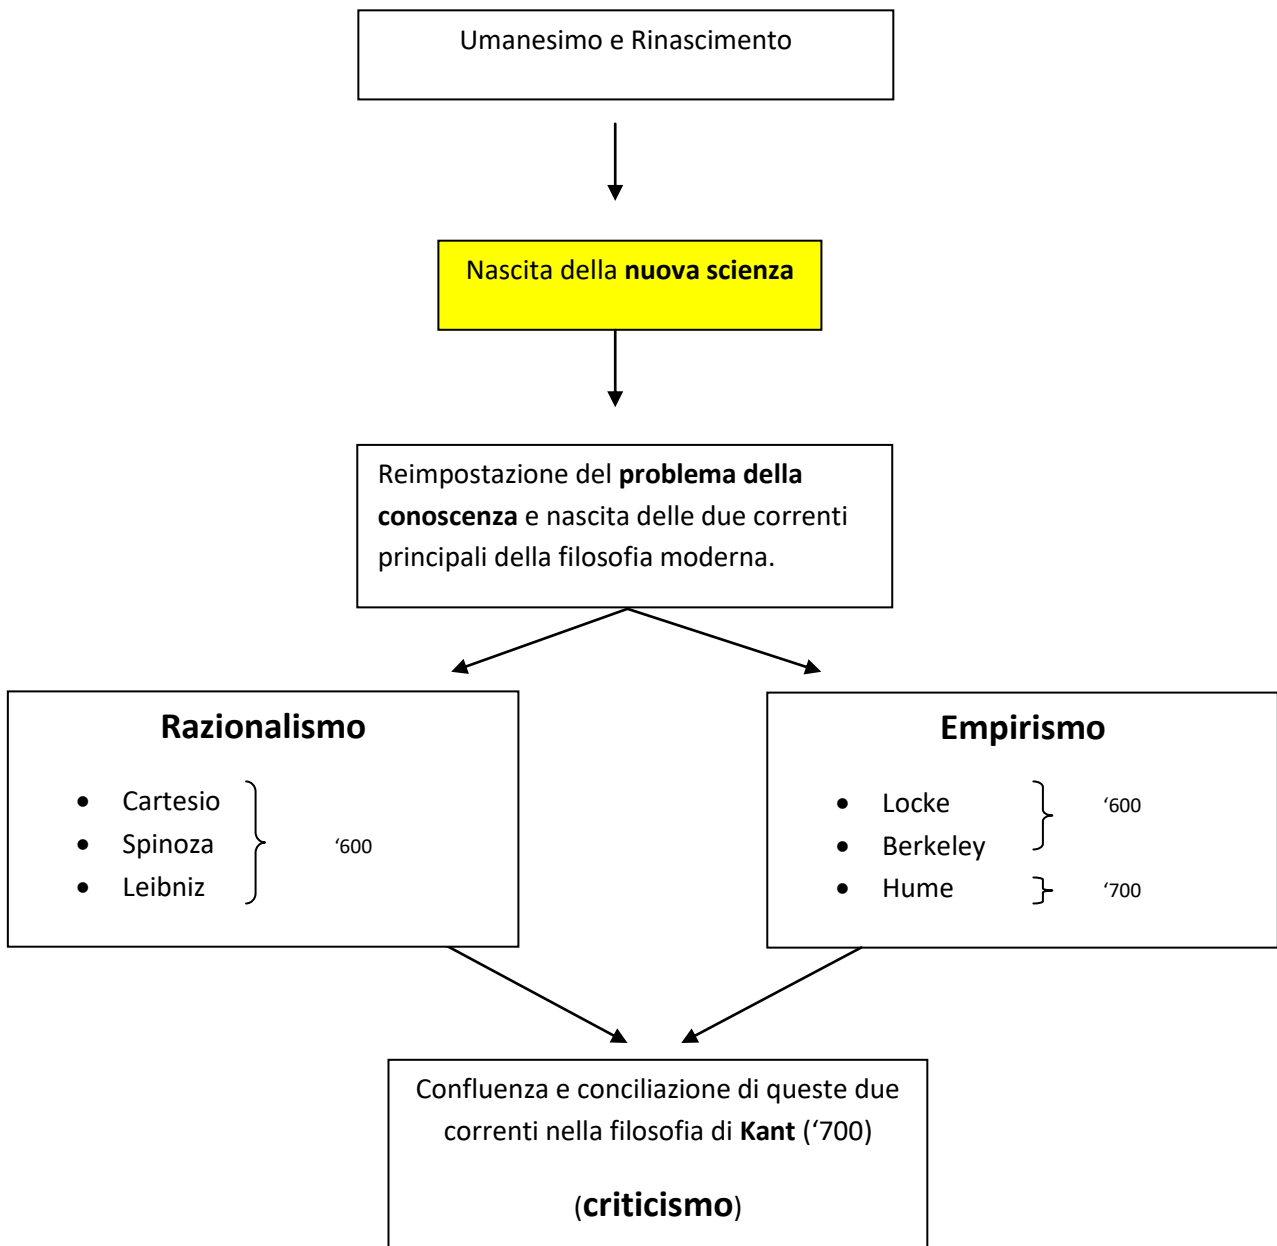 Umanesimo e Rinascimento
Nascita della nuova scienza
Reimpostazione del problema della
conoscenza e nascita delle due correnti
principali della filosofia moderna.
Razionalismo
• Cartesio
• Spinoza
• Leibniz
‘600
Empirismo
• Locke
• Berkeley
‘600
• Hume
‘700
Confluenza e conciliazione di queste due
correnti nella filosofia di Kant (‘700)
(criticismo)